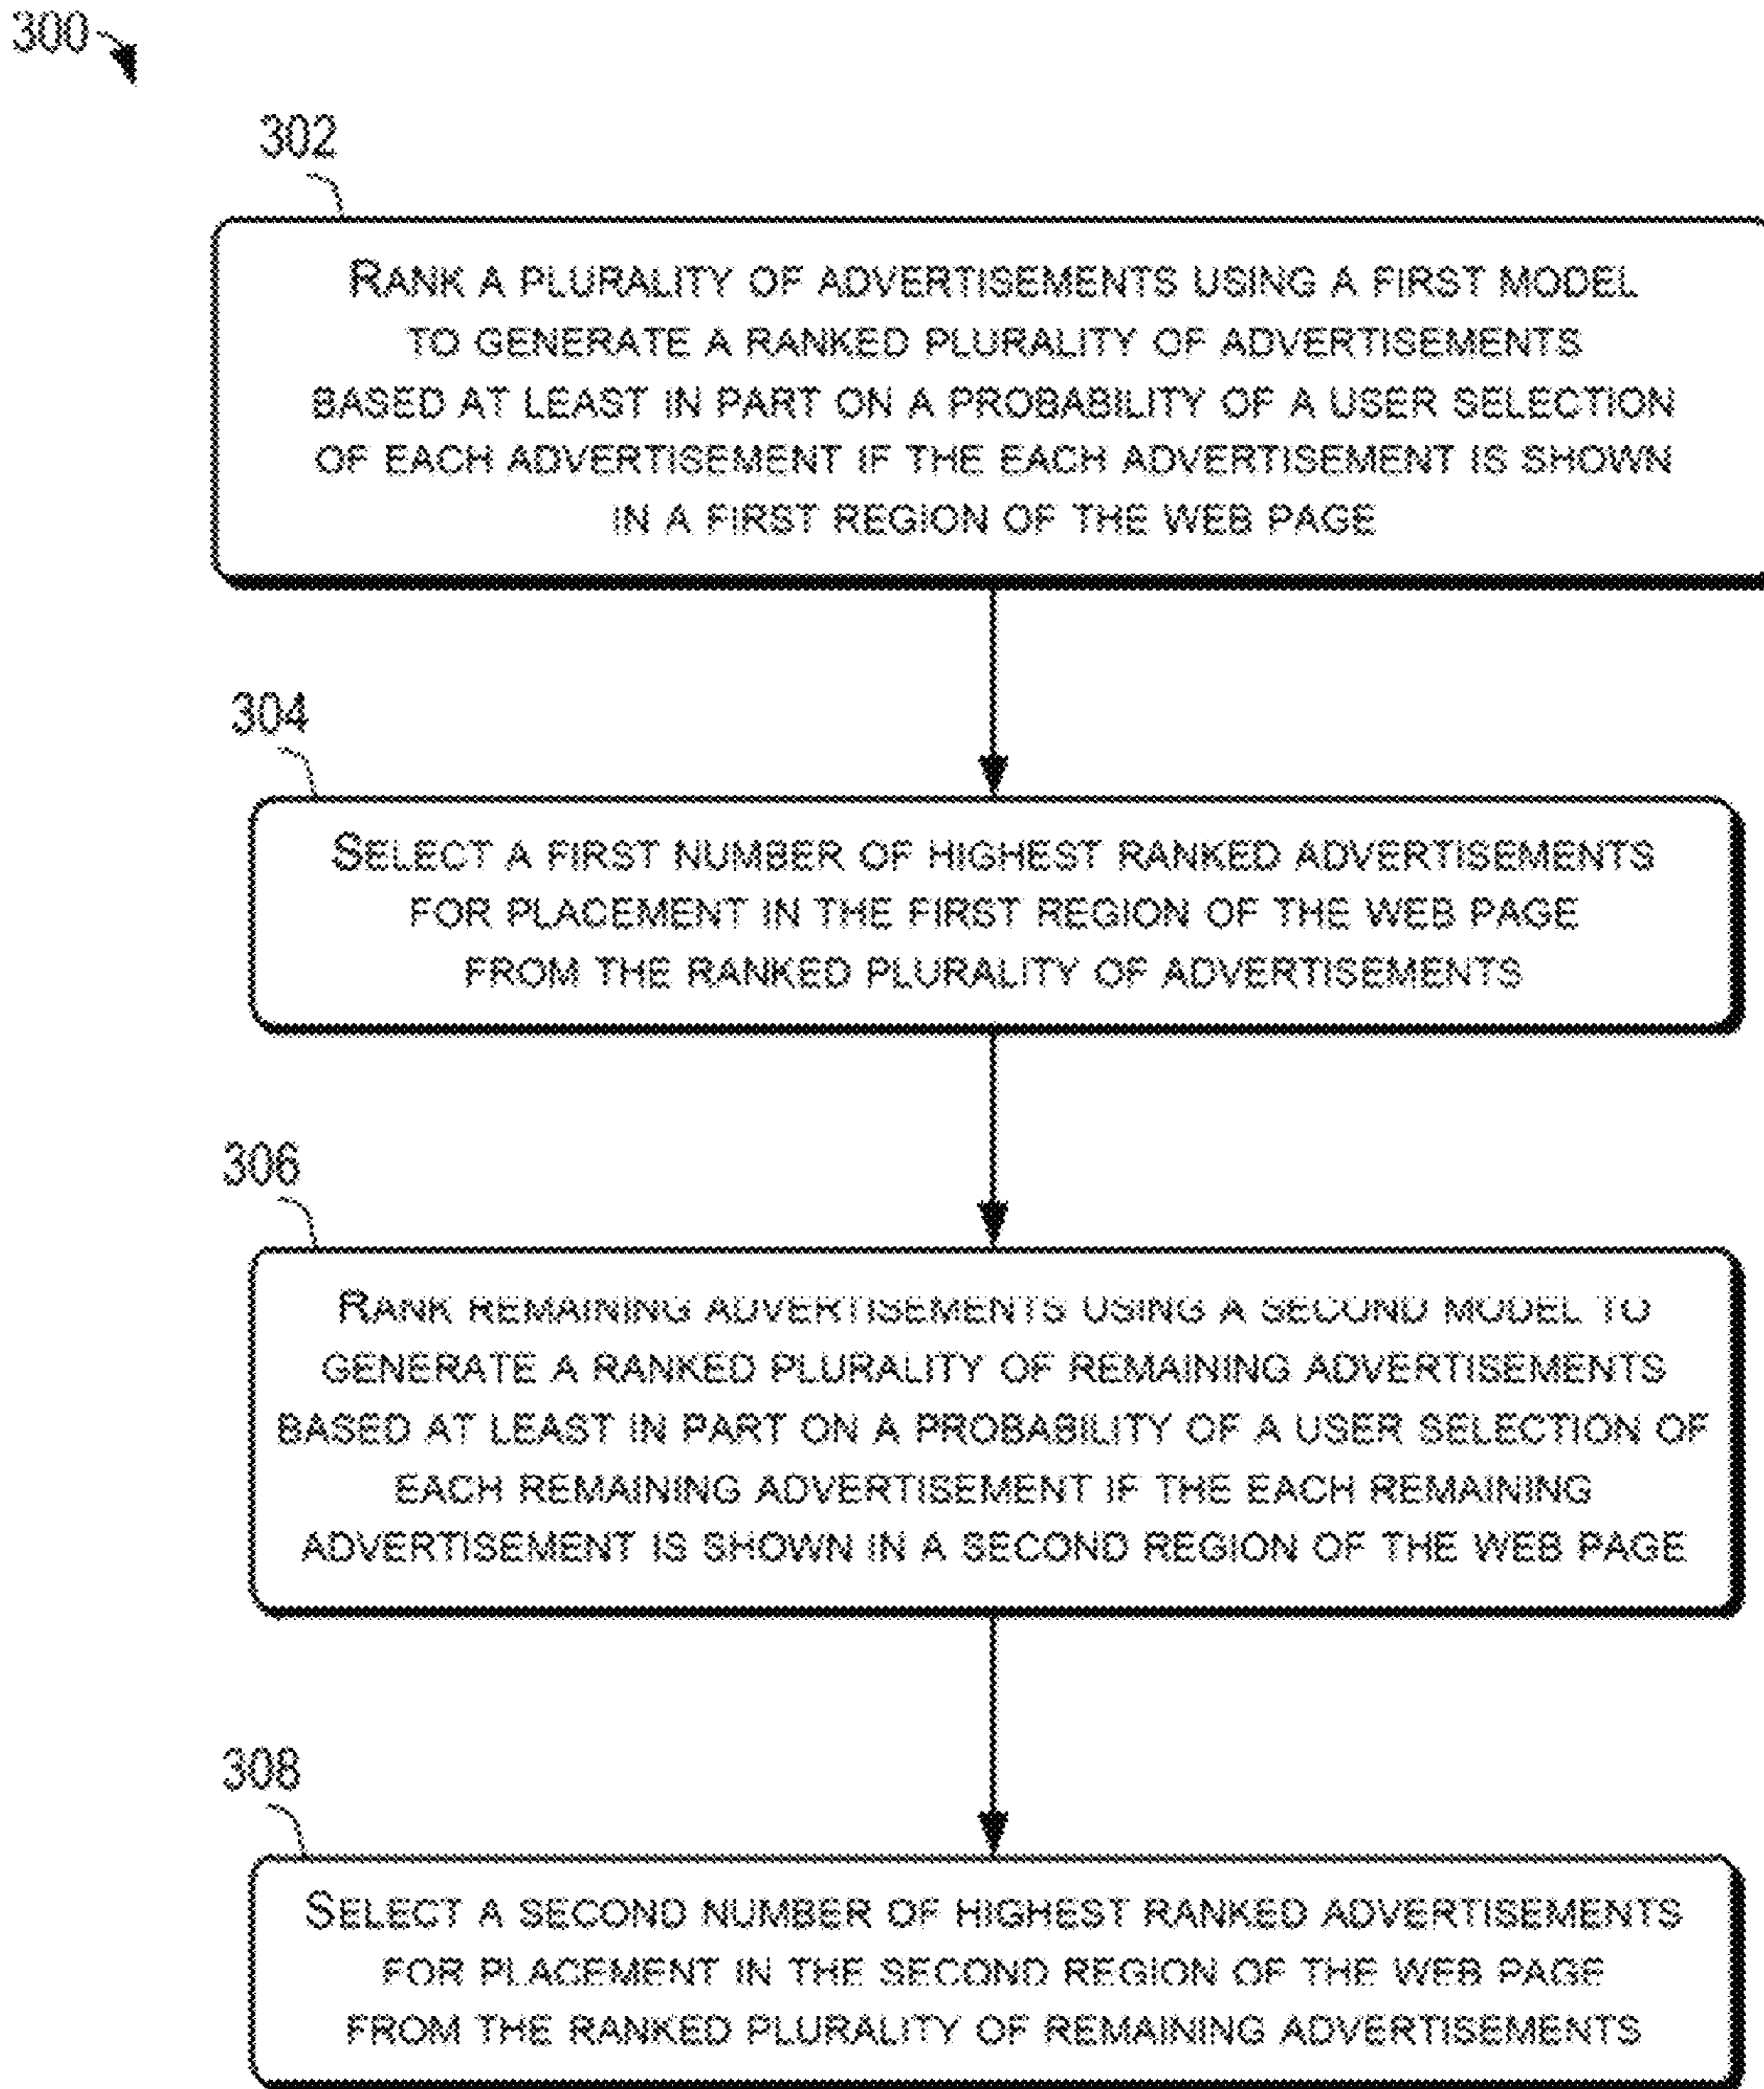 300
302
RANK A PLURALITY OF ADVERTISEMENTS USING A FIRST MODEL
TO GENERATE A RANKED PLURALITY OF ADVERTISEMENTS
BASED AT LEAST IN PART ON A PROBABILITY OF A USER SELECTION
OF EACH ADVERTISEMENT IF THE EACH ADVERTISEMENT IS SHOWN
IN A FIRST REGION OF THE WEB PAGE
304
SELECT A FIRST NUMBER OF HIGHEST RANKED ADVERTISEMENTS
FOR PLACEMENT IN THE FIRST REGION OF THE WEB PAGE
FROM THE RANKED PLURALITY OF ADVERTISEMENTS
306
RANK REMAINING ADVERTISEMENTS USING A SECOND MODEL TO
GENERATE A RANKED PLURALITY OF REMAINING ADVERTISEMENTS
BASED AT LEAST IN PART ON A PROBABILITY OF A USER SELECTION OF
EACH REMAINING ADVERTISEMENT IF THE EACH REMAINING
ADVERTISEMENT IS SHOWN IN A SECOND REGION OF THE WEB PAGE
308
SELECT A SECOND NUMBER OF HIGHEST RANKED ADVERTISEMENTS
FOR PLACEMENT IN THE SECOND REGION OF THE WEB PAGE
FROM THE RANKED PLURALITY OF REMAINING ADVERTISEMENTS